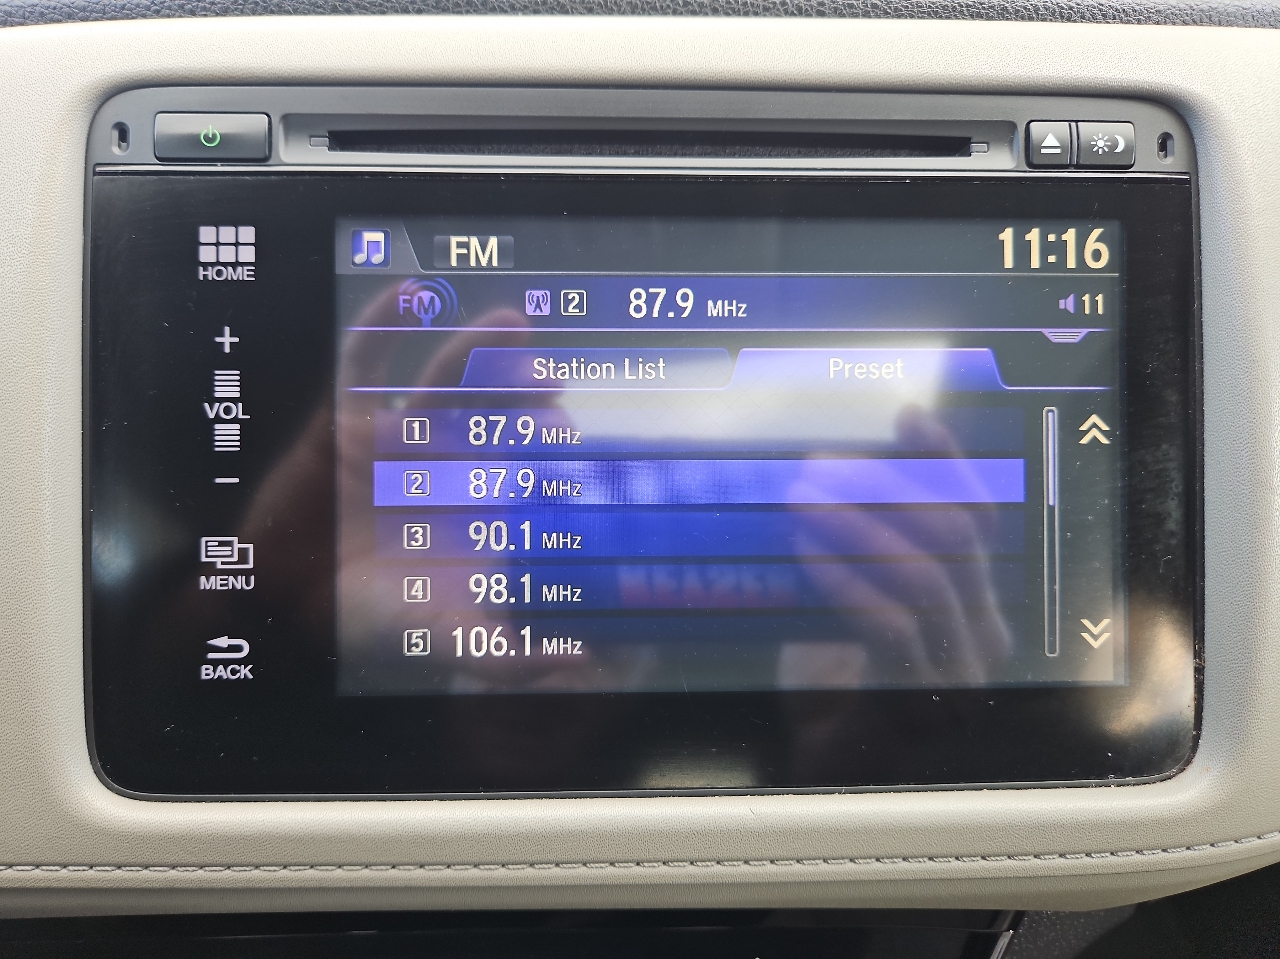 HOME
FM 11:16
FM 2 87.9 MHz 11
+
VOL
-
Station List Preset
1 87.9 MHz
2 87.9 MHz
3 90.1 MHz
4 98.1 MHz
5 106.1 MHz
MENU
BACK